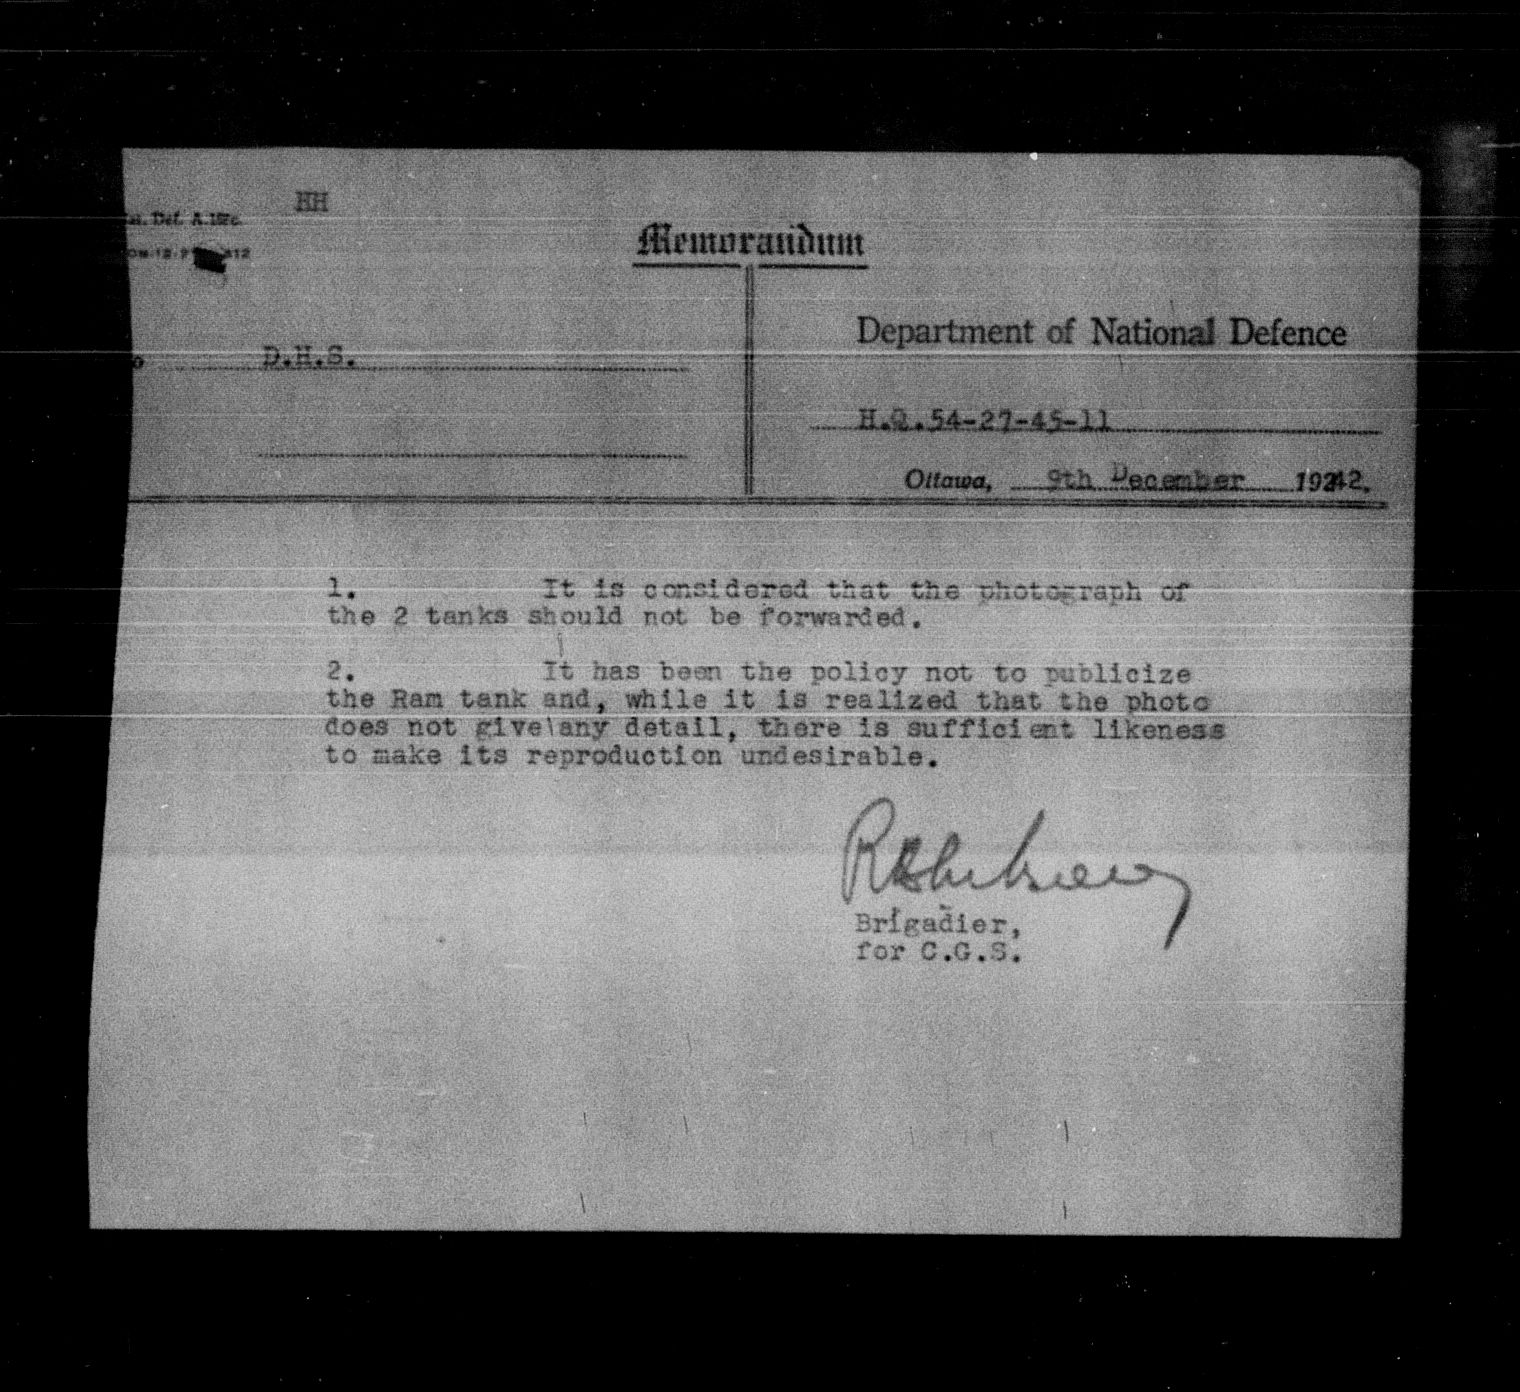 HH
Memorandum
Department of National Defence
D.H.S.
H.Q.54-27-45-11
Ottawa, 9th December 1942.
1. It is considered that the photograph of
the 2 tanks should not be forwarded.
2. It has been the policy not to publicize
the Ram tank and, while it is realized that the photo
does not give any detail, there is sufficient likeness
to make its reproduction undesirable.
Brigadier,
for C.G.S.